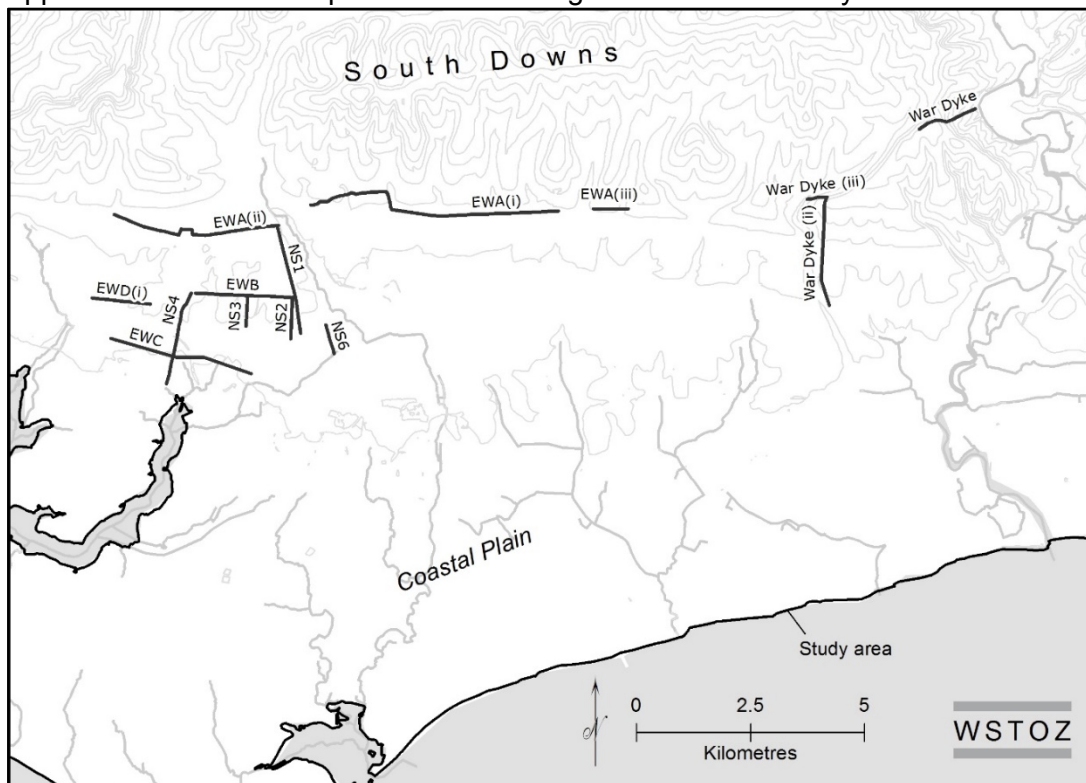 South Downs
War Dyke
War Dyke (iii)
War Dyke (ii)
EWA(i)
EWA(iii)
EWA(ii)
NS1
EWD(i)
NS4
EWB
NS3
NS2
NS6
EWC
Coastal Plain
Study area
N
0 2.5 5
Kilometres
WSTOZ